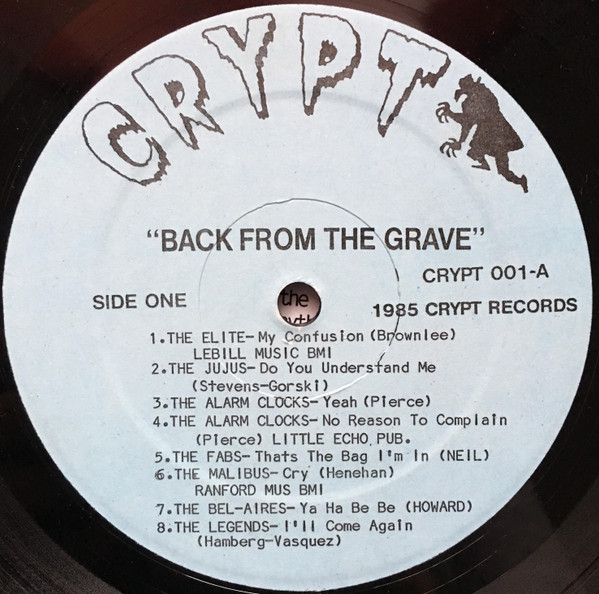 CRYPT
"BACK FROM THE GRAVE"
CRYPT 001-A
SIDE ONE
1985 CRYPT RECORDS
the
1.THE ELITE-My Confusion (Brownlee)
LEBILL MUSIC BMI
2.THE JUJUS-Do You Understand Me
(Stevens-Gorski)
3.THE ALARM CLOCKS-Yeah (Pierce)
4.THE ALARM CLOCKS-No Reason To Complain
(Pierce) LITTLE ECHO PUB.
5.THE FABS-Thats The Bag I'm In (NEIL)
6.THE MALIBUS-Cry' (Henehan)
RANFORD MUS BMI
7.THE BEL-AIRES-Ya Ha Be Be (HOWARD)
8.THE LEGENDS-I'll Come Again
(Hamberg-Vasquez)